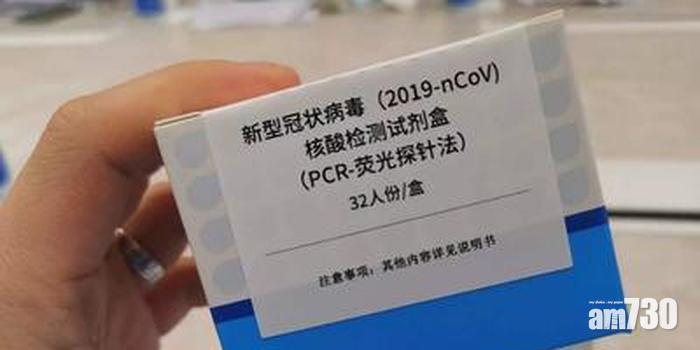 新型冠状病毒（2019-nCoV)
核酸检测试剂盒
（PCR-荧光探针法）
32人份/盒
注意事项：其他内容详见说明书
am730